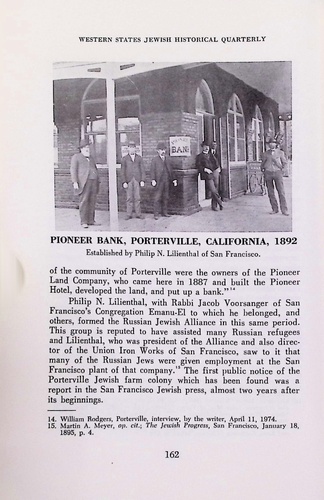 WESTERN STATES JEWISH HISTORICAL QUARTERLY
BANK
PIONEER BANK, PORTERVILLE, CALIFORNIA, 1892
Established by Philip N. Lilienthal of San Francisco.
of the community of Porterville were the owners of the Pioneer
Land Company, who came here in 1887 and built the Pioneer
Hotel, developed the land, and put up a bank."14
Philip N. Lilienthal, with Rabbi Jacob Voorsanger of San
Francisco's Congregation Emanu-El to which he belonged, and
others, formed the Russian Jewish Alliance in this same period.
This group is reputed to have assisted many Russian refugees
and Lilienthal, who was president of the Alliance and also direc-
tor of the Union Iron Works of San Francisco, saw to it that
many of the Russian Jews were given employment at the San
Francisco plant of that company.15 The first public notice of the
Porterville Jewish farm colony which has been found was a
report in the San Francisco Jewish press, almost two years after
its beginnings.
14. William Rodgers, Porterville, interview, by the writer, April 11, 1974.
15. Martin A. Meyer, op. cit.; The Jewish Progress, San Francisco, January 18,
1895, p. 4.
162